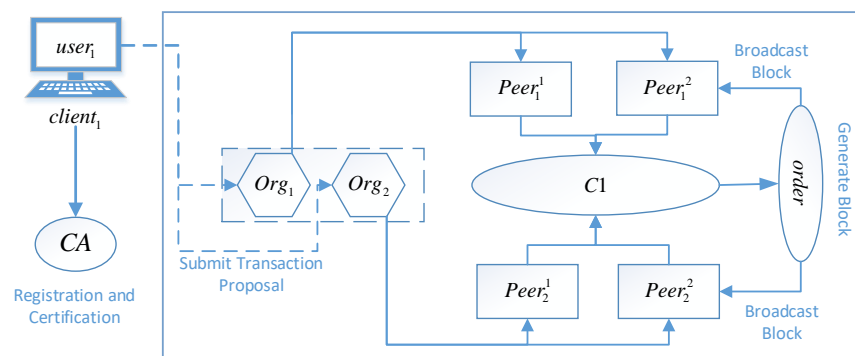 user₁
client₁
CA
Registration and
Certification
Org₁
Org₂
Submit Transaction
Proposal
Peer₁¹
Peer₁²
C1
Peer₂¹
Peer₂²
Broadcast
Block
order
Generate Block
Broadcast
Block